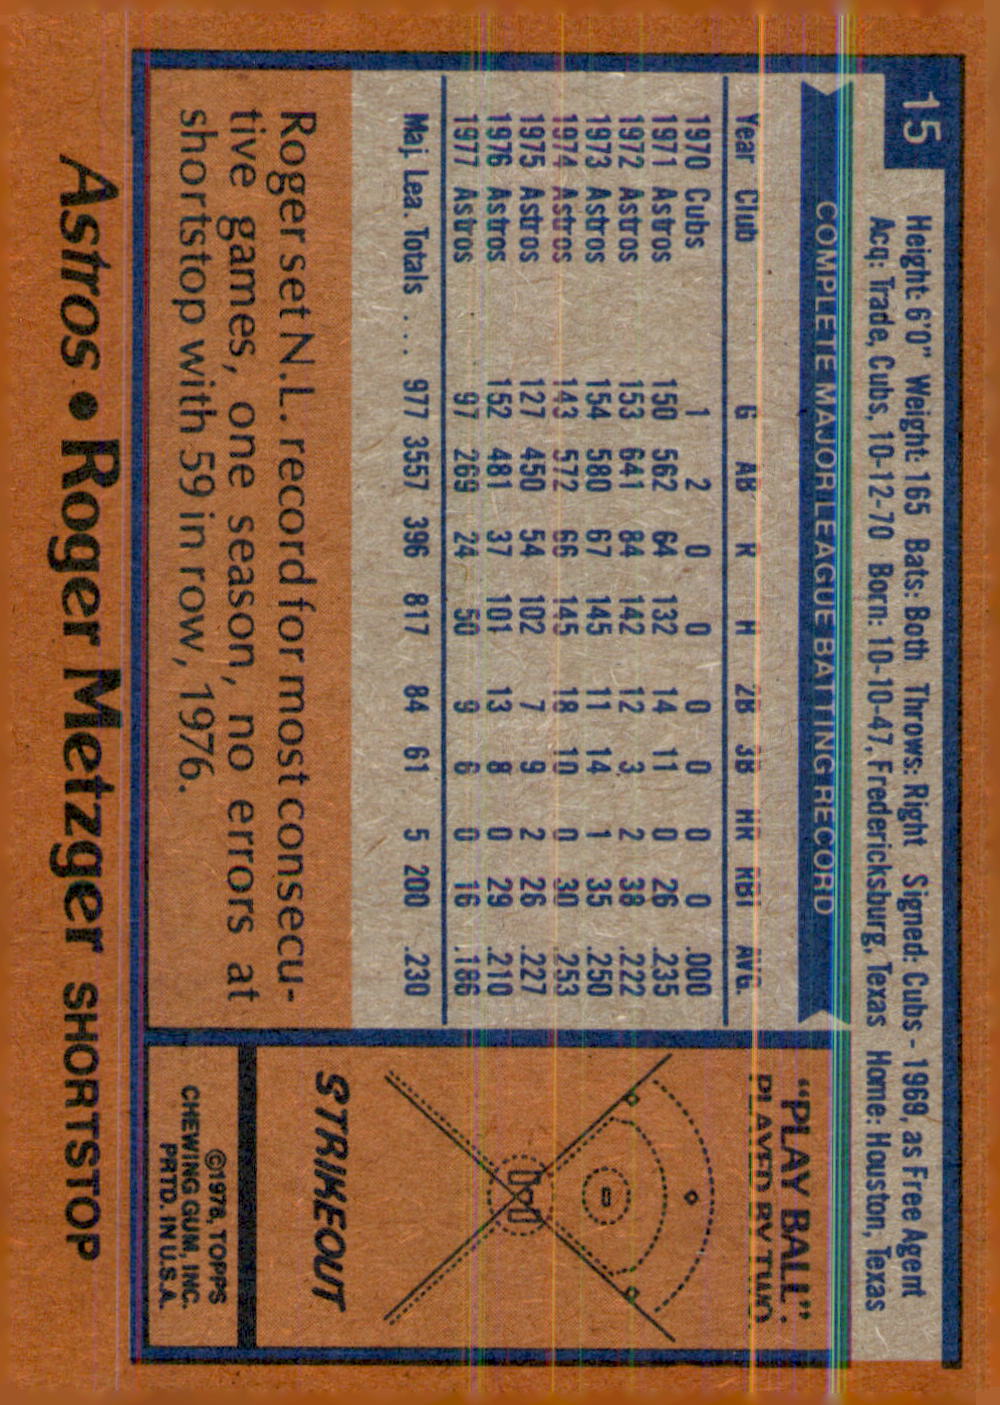 15
Height: 6'0" Weight: 165 Bats: Both Throws: Right Signed: Cubs - 1969, as Free Agent
Acq: Trade, Cubs, 10-12-70 Born: 10-10-47, Fredericksburg, Texas Home: Houston, Texas
COMPLETE MAJOR LEAGUE BATTING RECORD
Year Club G AB R H 2B 3B HR RBI AVG.
1970 Cubs 1 2 0 0 0 0 0 0 .000
1971 Astros 150 562 64 132 14 11 0 26 .235
1972 Astros 153 641 84 142 12 3 2 38 .222
1973 Astros 154 580 67 145 11 14 1 35 .250
1974 Astros 143 572 66 145 18 10 0 30 .253
1975 Astros 127 450 54 102 7 9 2 26 .227
1976 Astros 152 481 37 101 13 8 0 29 .210
1977 Astros 97 269 24 50 9 6 0 16 .186
Maj. Lea. Totals ... 977 3557 396 817 84 61 5 200 .230
Roger set N.L. record for most consecu-
tive games, one season, no errors at
shortstop with 59 in row, 1976.
"PLAY BALL"
PLAYED BY TWO
STRIKEOUT
©1978, TOPPS
CHEWING GUM, INC.
PRTD. IN U.S.A.
Astros • Roger Metzger SHORTSTOP